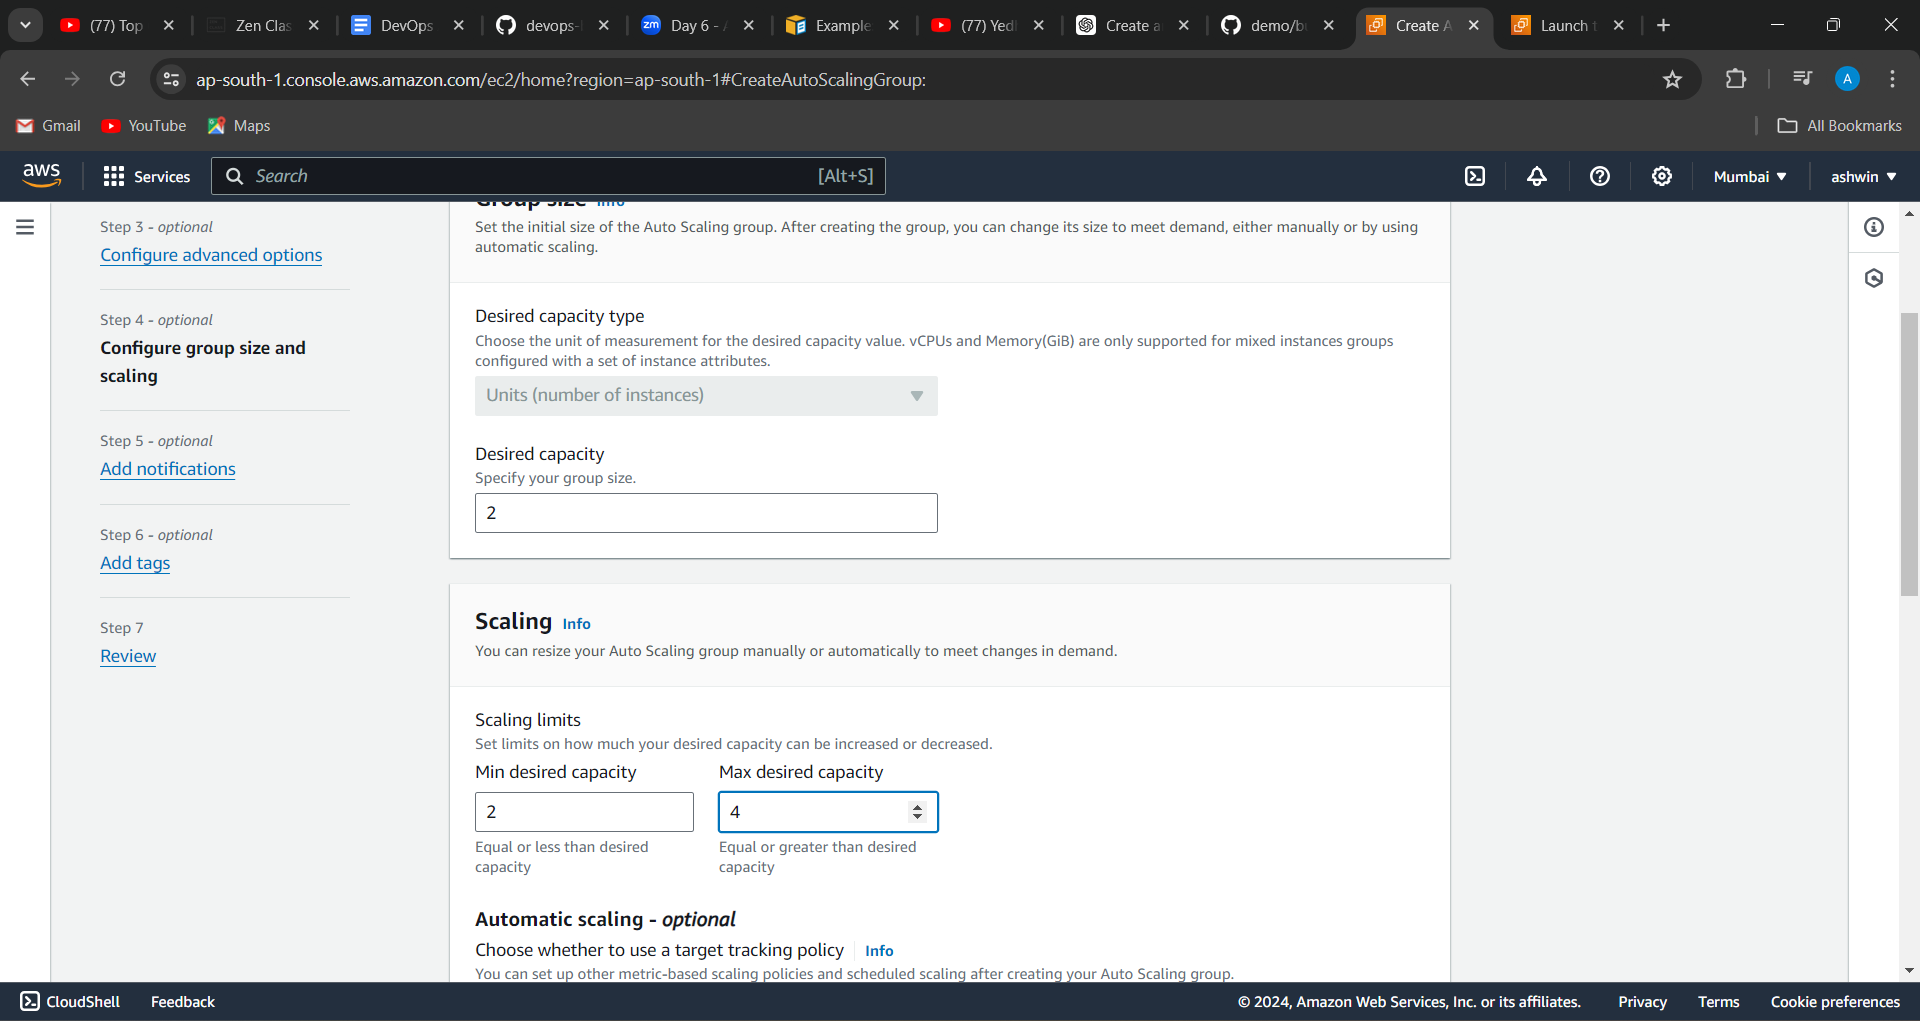 (77) Top
Zen Clas
DevOps
devops-
Day 6 -
Example
(77) Yed
Create a
demo/b
Create A
Launch t
ap-south-1.console.aws.amazon.com/ec2/home?region=ap-south-1#CreateAutoScalingGroup:
A
Gmail
YouTube
Maps
All Bookmarks
aws
Services
Search
[Alt+S]
Mumbai
ashwin
Step 3 - optional
Configure advanced options
Step 4 - optional
Configure group size and
scaling
Step 5 - optional
Add notifications
Step 6 - optional
Add tags
Step 7
Review
Group size Info
Set the initial size of the Auto Scaling group. After creating the group, you can change its size to meet demand, either manually or by using
automatic scaling.
Desired capacity type
Choose the unit of measurement for the desired capacity value. vCPUs and Memory(GiB) are only supported for mixed instances groups
configured with a set of instance attributes.
Units (number of instances)
Desired capacity
Specify your group size.
2
Scaling Info
You can resize your Auto Scaling group manually or automatically to meet changes in demand.
Scaling limits
Set limits on how much your desired capacity can be increased or decreased.
Min desired capacity
2
Equal or less than desired
capacity
Max desired capacity
4
Equal or greater than desired
capacity
Automatic scaling - optional
Choose whether to use a target tracking policy Info
You can set up other metric-based scaling policies and scheduled scaling after creating your Auto Scaling group.
CloudShell
Feedback
© 2024, Amazon Web Services, Inc. or its affiliates.
Privacy
Terms
Cookie preferences